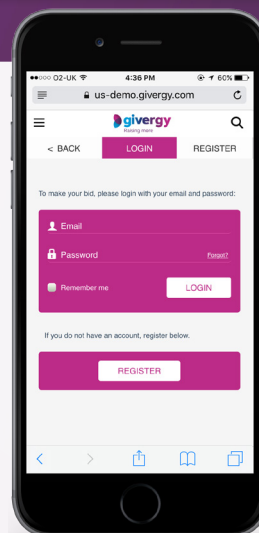 O2-UK 4:36 PM 60%
us-demo.givergy.com
givergy
Raising more
< BACK LOGIN REGISTER
To make your bid, please login with your email and password:
Email
Password Forgot?
Remember me LOGIN
If you do not have an account, register below.
REGISTER